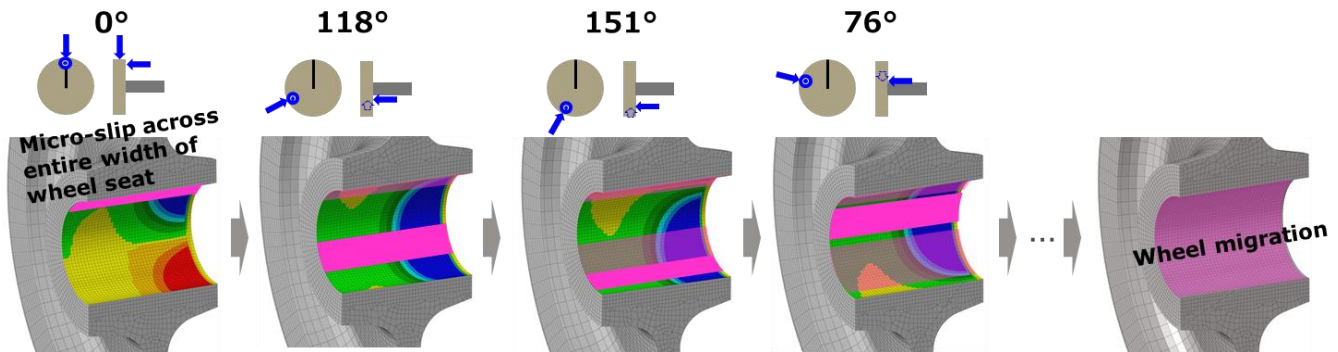 0°
118°
151°
76°
Micro-slip across
entire width of
wheel seat
...
Wheel migration